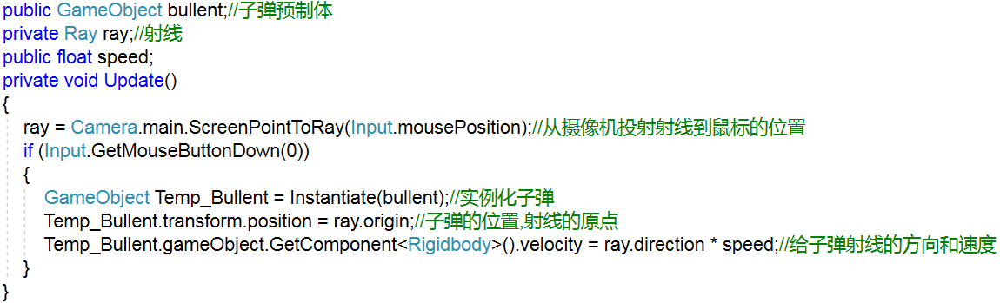 public GameObject bullent;//子弹预制体
private Ray ray;//射线
public float speed;
private void Update()
{
ray = Camera.main.ScreenPointToRay(Input.mousePosition);//从摄像机投射射线到鼠标的位置
if (Input.GetMouseButtonDown(0))
{
GameObject Temp_Bullent = Instantiate(bullent);//实例化子弹
Temp_Bullent.transform.position = ray.origin;//子弹的位置,射线的原点
Temp_Bullent.gameObject.GetComponent<Rigidbody>().velocity = ray.direction * speed;//给子弹射线的方向和速度
}
}